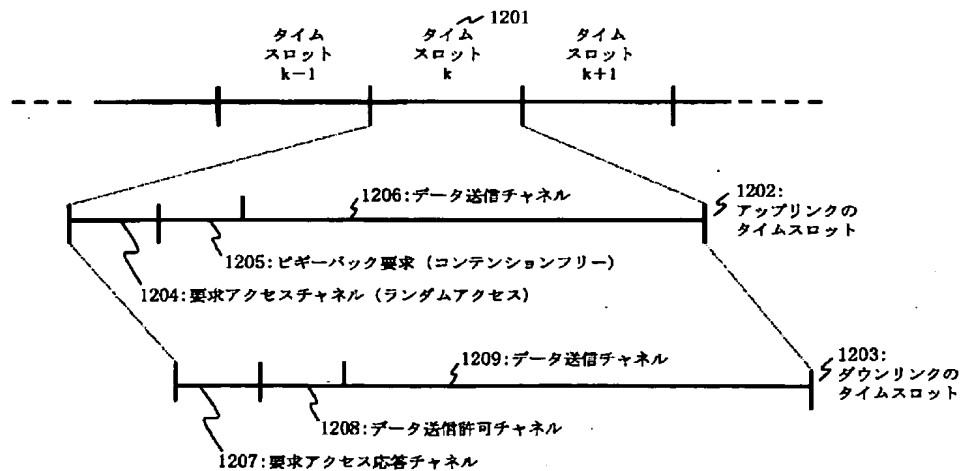 1201
タイム
スロット
k−1
タイム
スロット
k
タイム
スロット
k+1
1206:データ送信チャネル
1202:
アップリンクの
タイムスロット
1205:ピギーバック要求（コンテンションフリー）
1204:要求アクセスチャネル（ランダムアクセス）
1209:データ送信チャネル
1203:
ダウンリンクの
タイムスロット
1208:データ送信許可チャネル
1207:要求アクセス応答チャネル